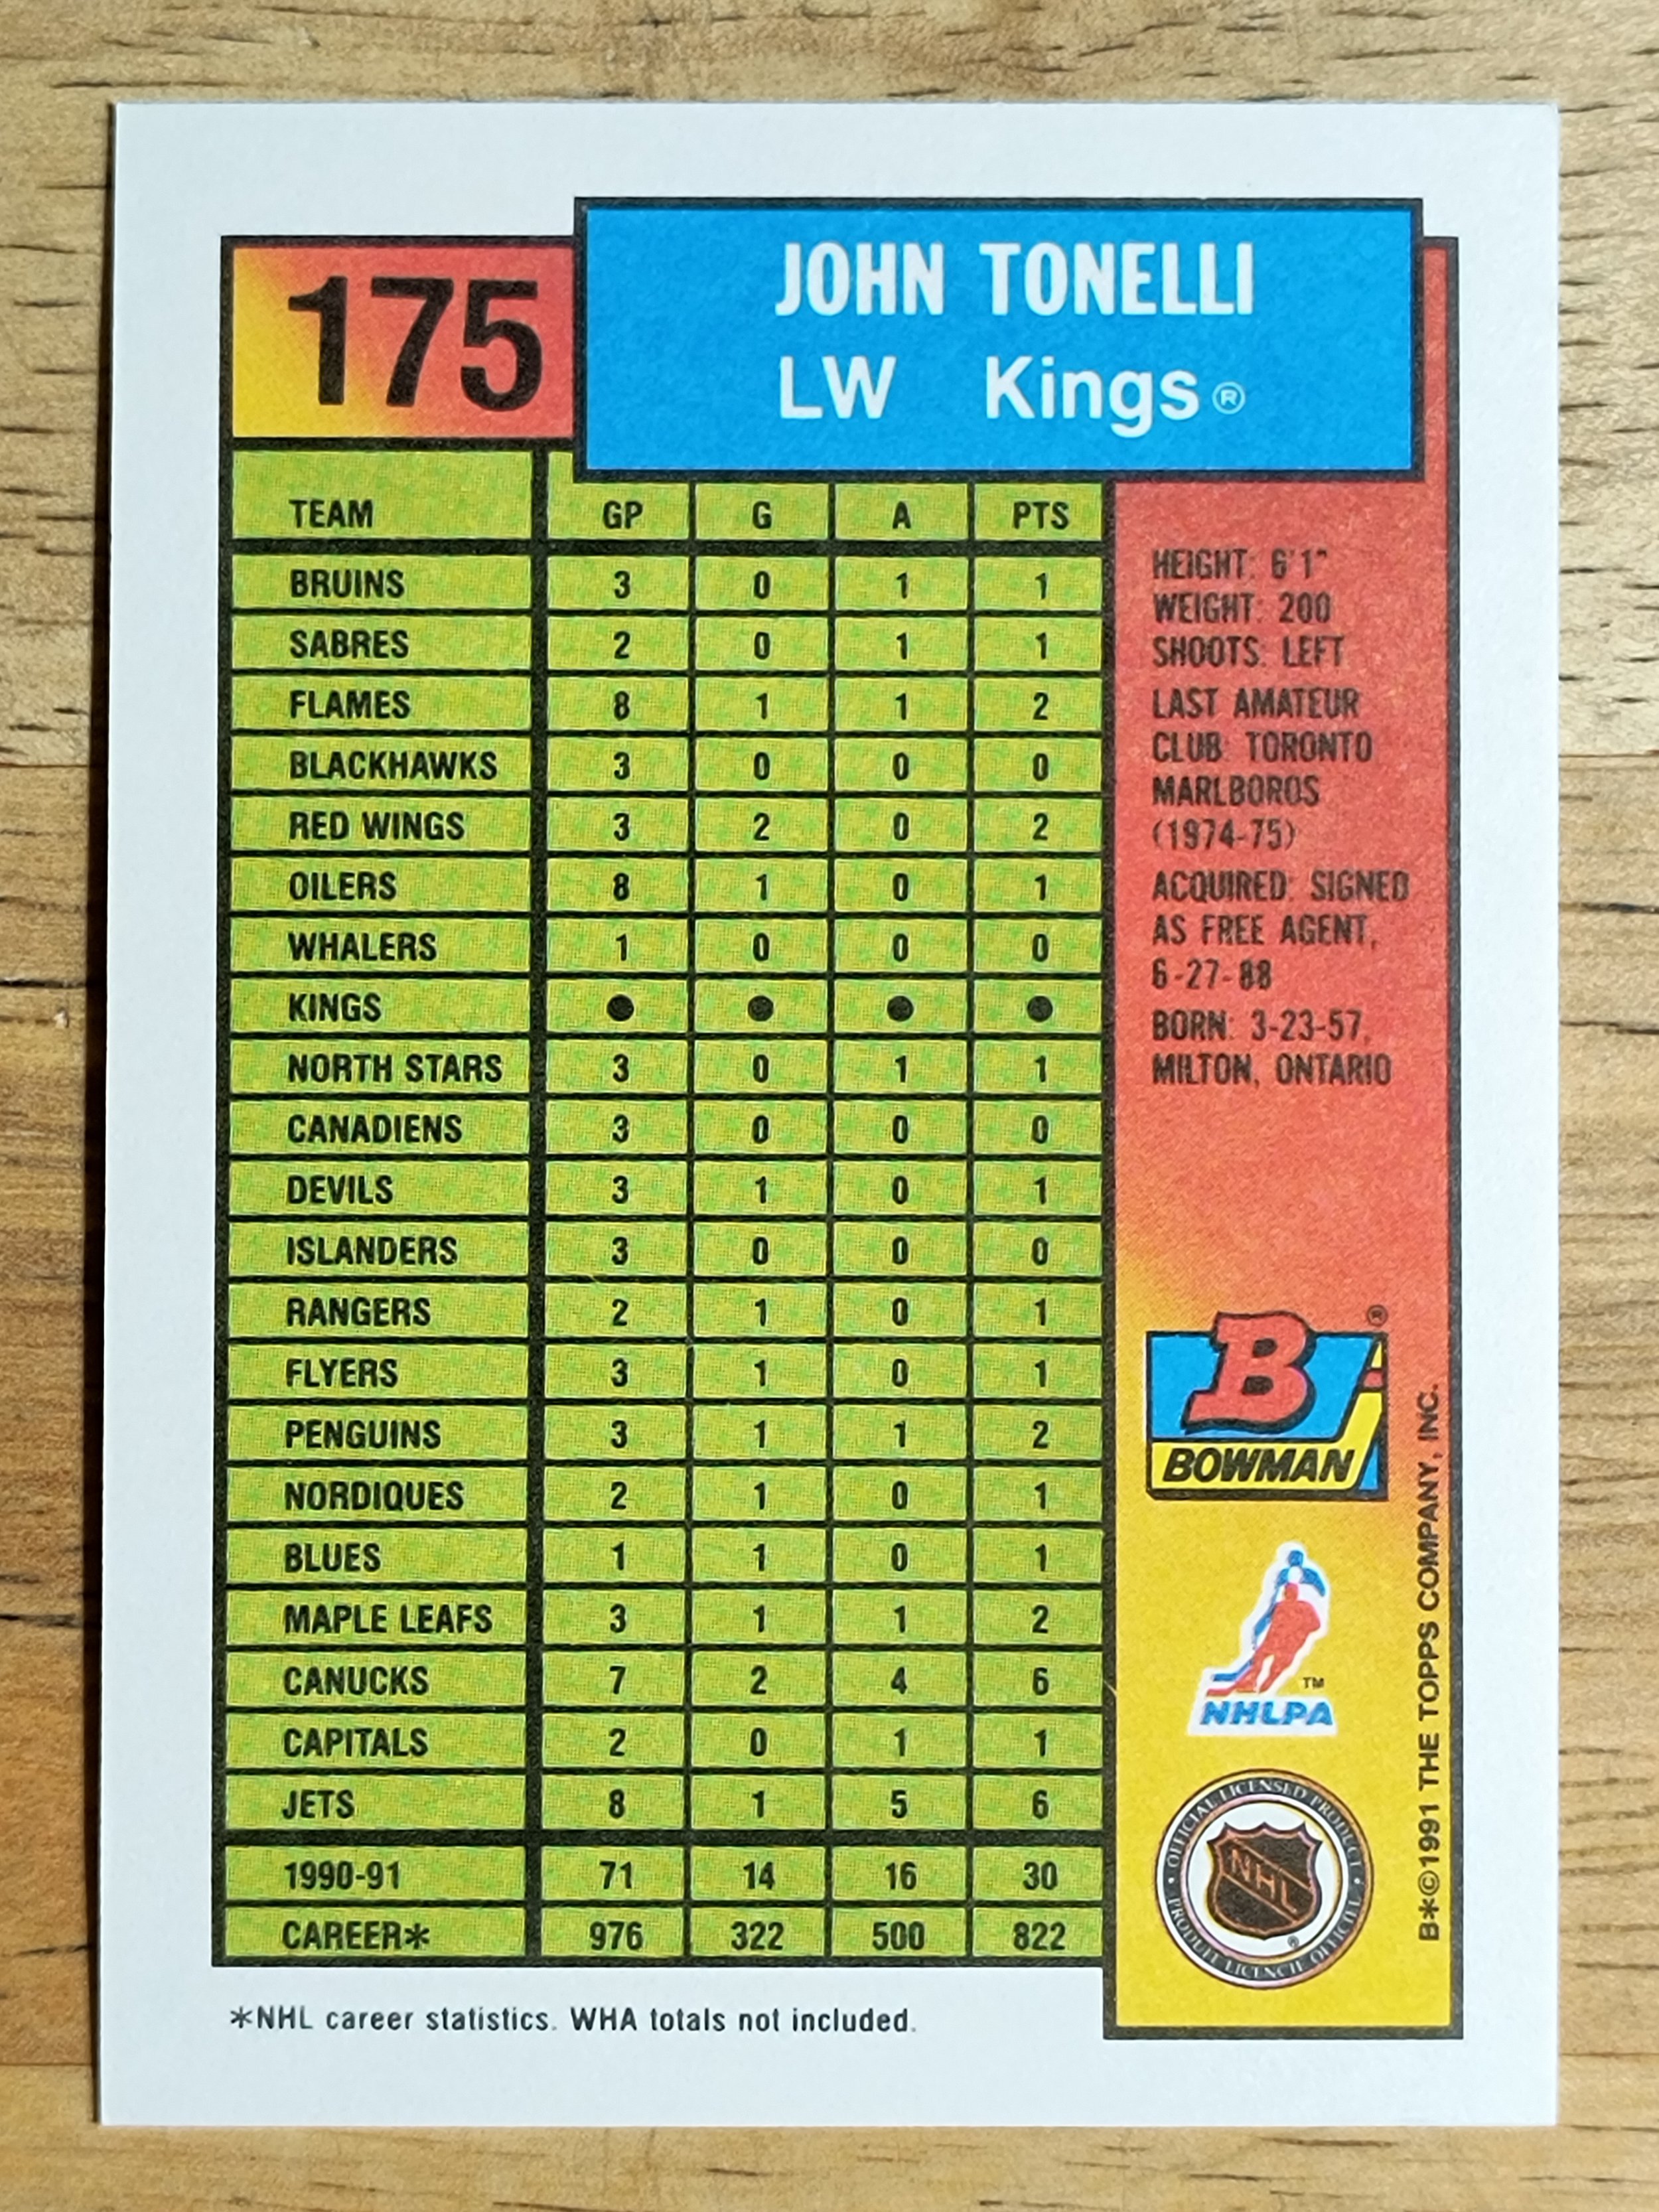 175
JOHN TONELLI
LW Kings®
TEAM GP G A PTS
BRUINS 3 0 1 1
SABRES 2 0 1 1
FLAMES 8 1 1 2
BLACKHAWKS 3 0 0 0
RED WINGS 3 2 0 2
OILERS 8 1 0 1
WHALERS 1 0 0 0
KINGS ● ● ● ●
NORTH STARS 3 0 1 1
CANADIENS 3 0 0 0
DEVILS 3 1 0 1
ISLANDERS 3 0 0 0
RANGERS 2 1 0 1
FLYERS 3 1 0 1
PENGUINS 3 1 1 2
NORDIQUES 2 1 0 1
BLUES 1 1 0 1
MAPLE LEAFS 3 1 1 2
CANUCKS 7 2 4 6
CAPITALS 2 0 1 1
JETS 8 1 5 6
1990-91 71 14 16 30
CAREER* 976 322 500 822
*NHL career statistics. WHA totals not included.
HEIGHT: 6'1"
WEIGHT: 200
SHOOTS: LEFT
LAST AMATEUR
CLUB: TORONTO
MARLBOROS
(1974-75)
ACQUIRED: SIGNED
AS FREE AGENT,
6-27-88
BORN: 3-23-57,
MILTON, ONTARIO
B ®
BOWMAN
™
NHLPA
• OFFICIAL LICENSED PRODUCT •
NHL ®
PRODUIT LICENCIE OFFICIEL
B*©1991 THE TOPPS COMPANY, INC.